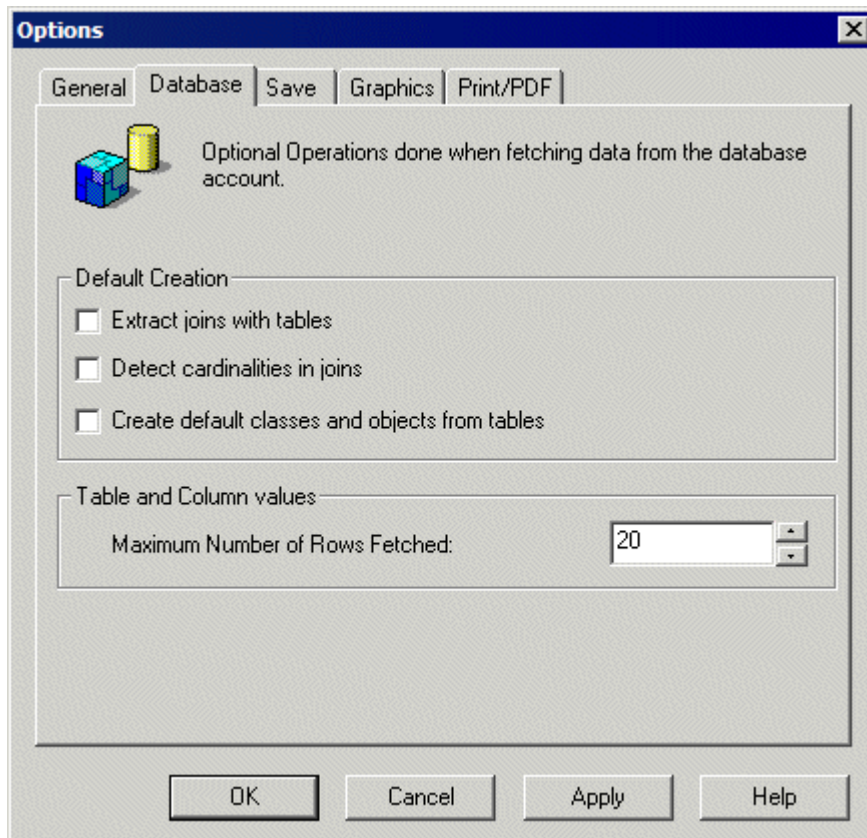 Options
General Database Save Graphics Print/PDF
Optional Operations done when fetching data from the database
account.
Default Creation
Extract joins with tables
Detect cardinalities in joins
Create default classes and objects from tables
Table and Column values
Maximum Number of Rows Fetched: 20
OK Cancel Apply Help